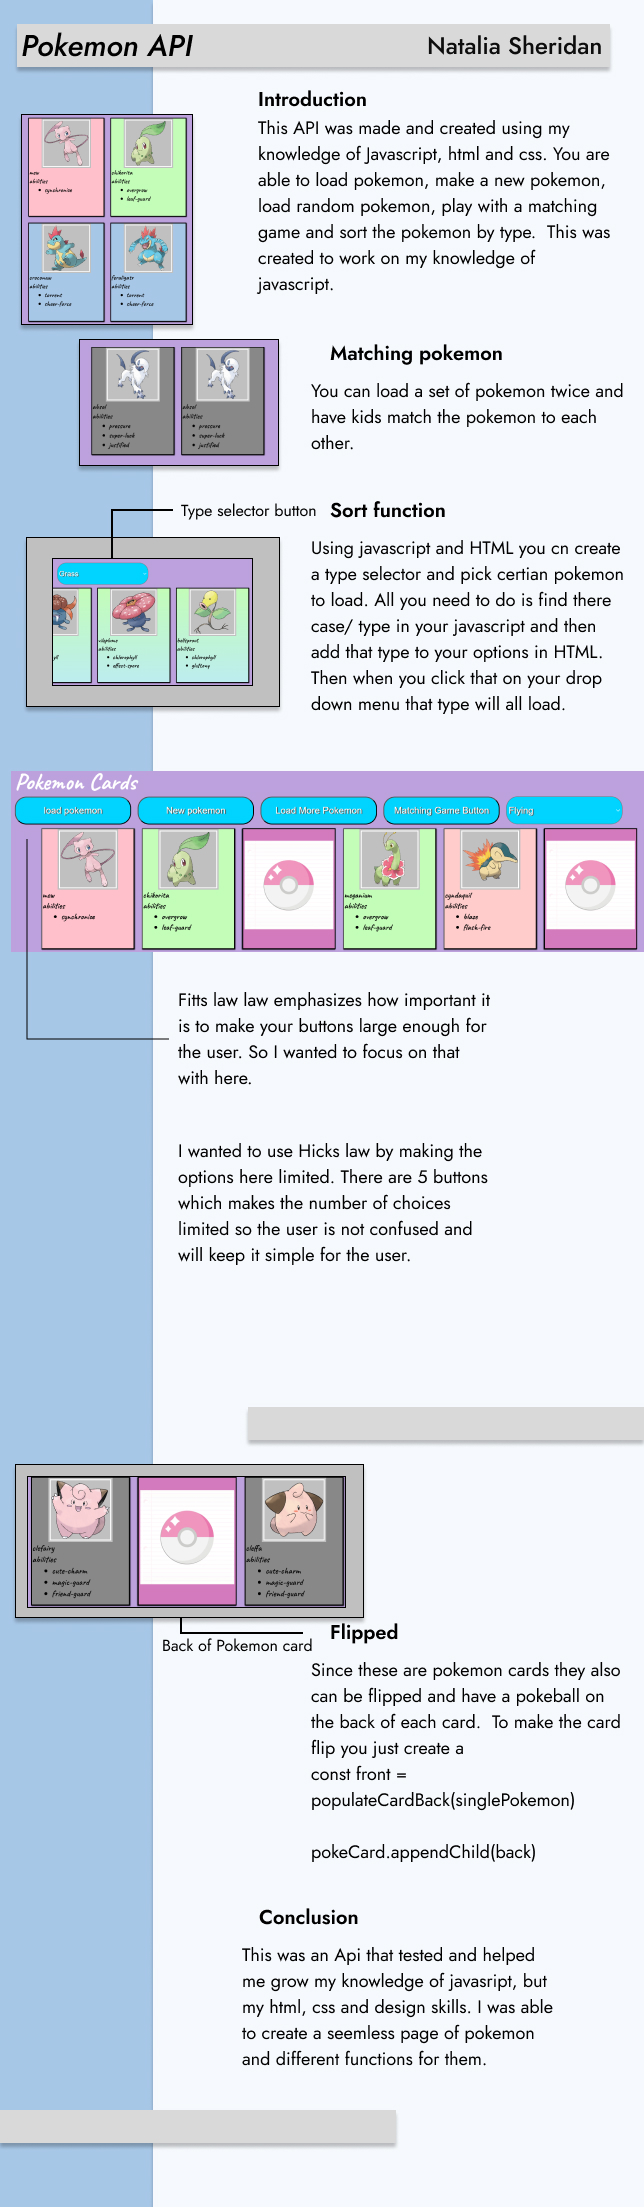 Pokemon API
Natalia Sheridan
Introduction
This API was made and created using my
knowledge of Javascript, html and css. You are
able to load pokemon, make a new pokemon,
load random pokemon, play with a matching
game and sort the pokemon by type.  This was
created to work on my knowledge of
javascript.
mew
abilities
synchronize
chikorita
abilities
overgrow
leaf-guard
croconaw
abilities
torrent
sheer-force
feraligatr
abilities
torrent
sheer-force
Matching pokemon
You can load a set of pokemon twice and
have kids match the pokemon to each
other.
absol
abilities
pressure
super-luck
justified
absol
abilities
pressure
super-luck
justified
Type selector button
Sort function
Using javascript and HTML you cn create
a type selector and pick certian pokemon
to load. All you need to do is find there
case/ type in your javascript and then
add that type to your options in HTML.
Then when you click that on your drop
down menu that type will all load.
Grass
vileplume
abilities
chlorophyll
effect-spore
bellsprout
abilities
chlorophyll
gluttony
Pokemon Cards
load pokemon
New pokemon
Load More Pokemon
Matching Game Button
Flying
mew
abilities
synchronize
chikorita
abilities
overgrow
leaf-guard
meganium
abilities
overgrow
leaf-guard
cyndaquil
abilities
blaze
flash-fire
Fitts law law emphasizes how important it
is to make your buttons large enough for
the user. So I wanted to focus on that
with here.
I wanted to use Hicks law by making the
options here limited. There are 5 buttons
which makes the number of choices
limited so the user is not confused and
will keep it simple for the user.
clefairy
abilities
cute-charm
magic-guard
friend-guard
cleffa
abilities
cute-charm
magic-guard
friend-guard
Back of Pokemon card
Flipped
Since these are pokemon cards they also
can be flipped and have a pokeball on
the back of each card.  To make the card
flip you just create a
const front =
populateCardBack(singlePokemon)
pokeCard.appendChild(back)
Conclusion
This was an Api that tested and helped
me grow my knowledge of javasript, but
my html, css and design skills. I was able
to create a seemless page of pokemon
and different functions for them.